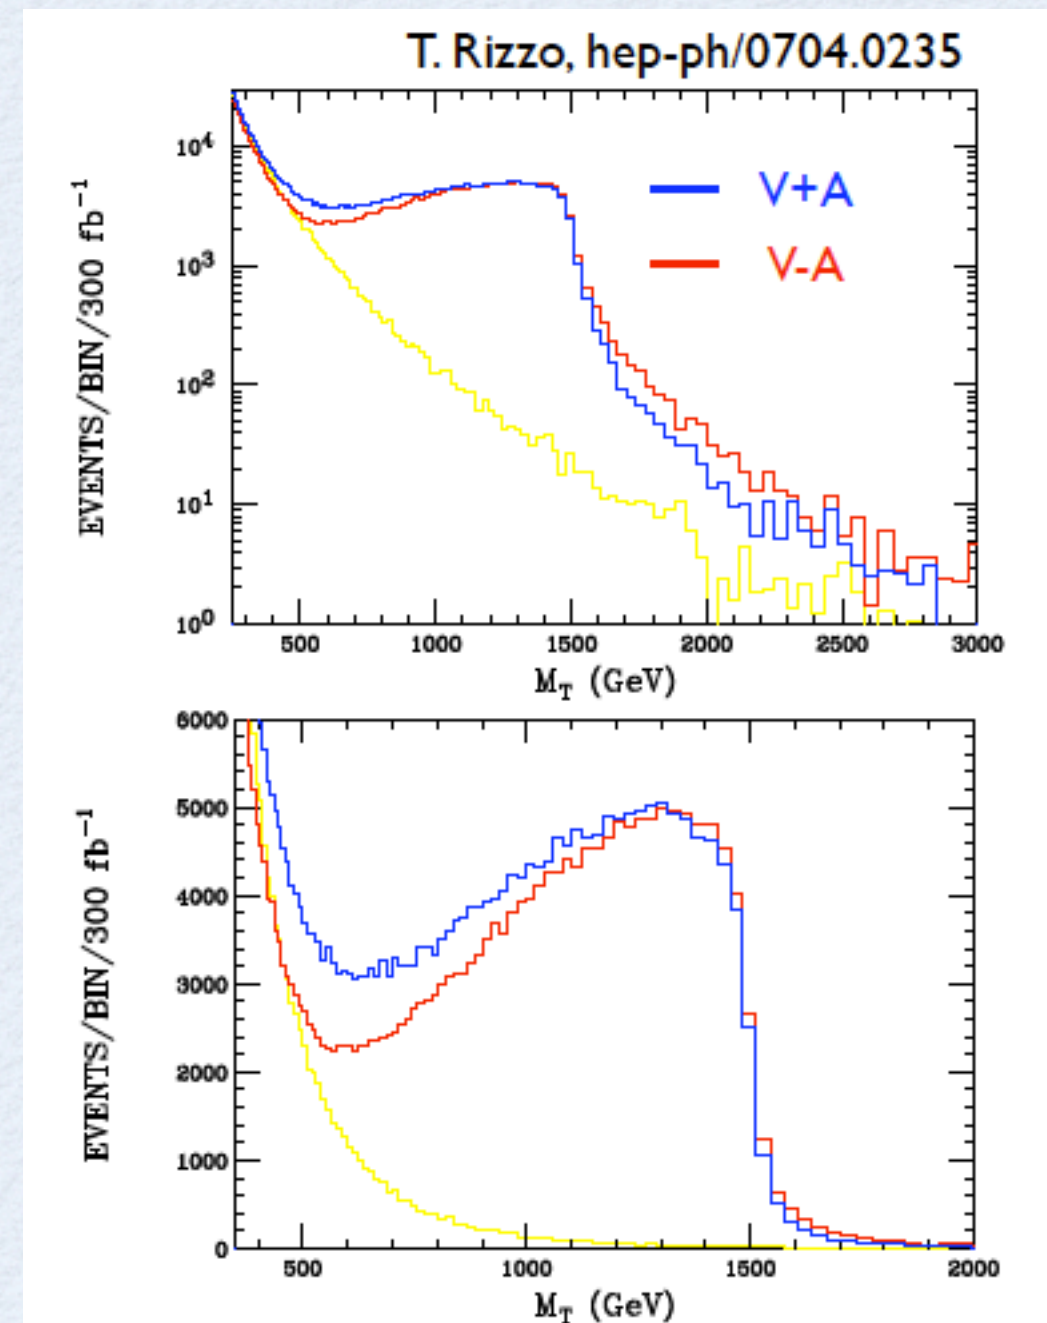 T. Rizzo, hep-ph/0704.0235
EVENTS/BIN/300 fb⁻¹
10⁴
10³
10²
10¹
10⁰
V+A
V-A
500 1000 1500 2000 2500 3000
M_T (GeV)
EVENTS/BIN/300 fb⁻¹
6000
5000
4000
3000
2000
1000
0
500 1000 1500 2000
M_T (GeV)